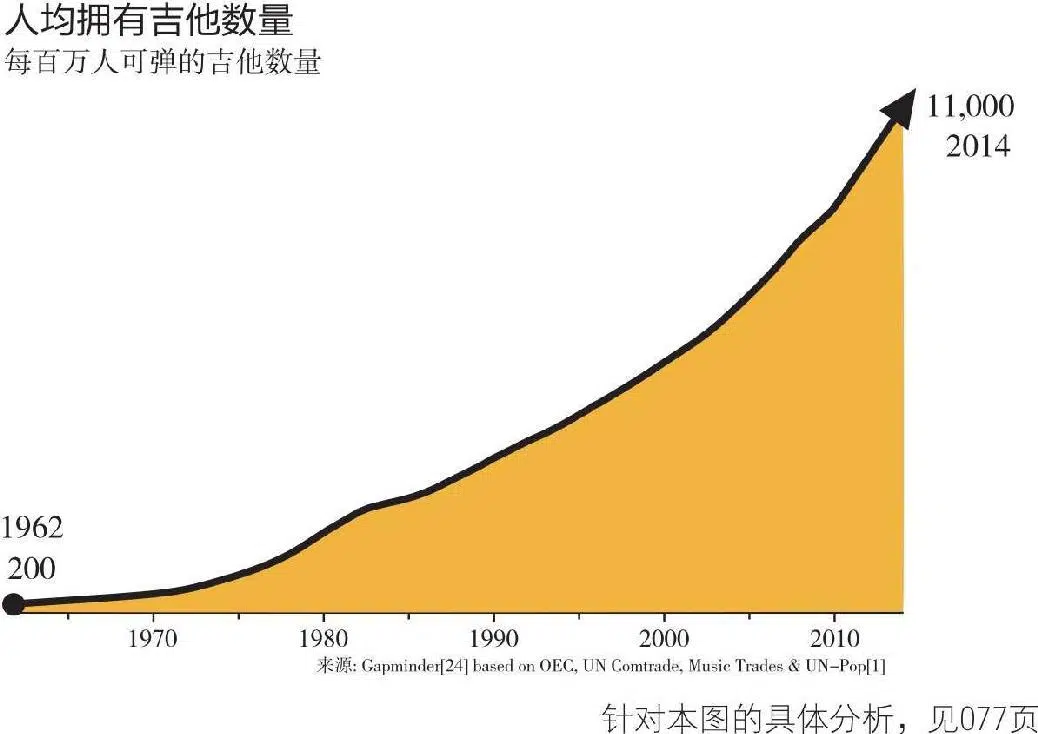 人均拥有吉他数量
每百万人可弹的吉他数量
11,000
2014
1962
200
1970 1980 1990 2000 2010
来源: Gapminder[24] based on OEC, UN Comtrade, Music Trades & UN-Pop[1]
针对本图的具体分析，见077页